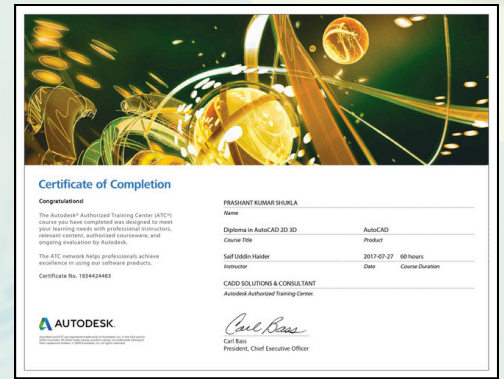 Certificate of Completion
Congratulations!
The Autodesk® Authorized Training Center (ATC®)
course you have completed was designed to meet
your learning needs with professional instructors,
relevant content, authorized courseware, and
ongoing evaluation by Autodesk.
The ATC network helps professionals achieve
excellence in using our software products.
Certificate No. 1854424483
AUTODESK.
PRASHANT KUMAR SHUKLA
Name
Diploma in AutoCAD 2D 3D AutoCAD
Course Title Product
Saif Uddin Haider 2017-07-27 60 hours
Instructor Date Course Duration
CADD SOLUTIONS & CONSULTANT
Autodesk Authorized Training Center.
Carl Bass
Carl Bass
President, Chief Executive Officer